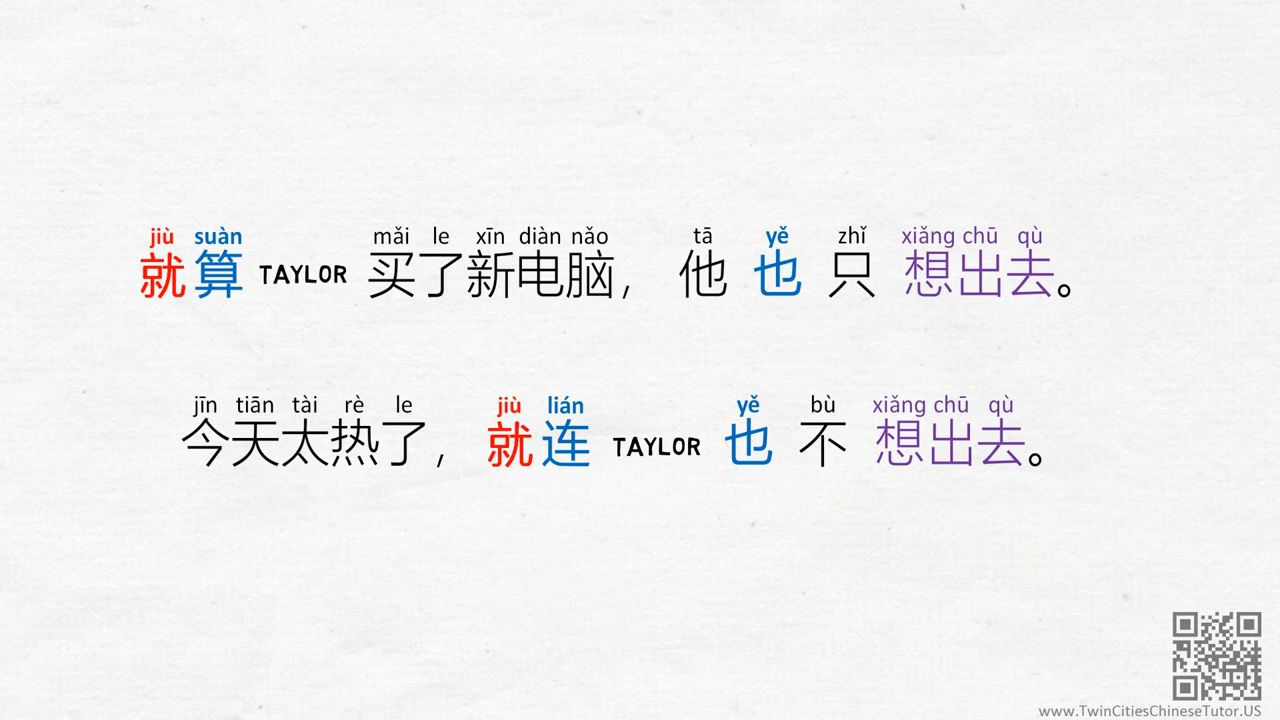 jiù suàn mǎi le xīn diàn nǎo tā yě zhǐ xiǎng chū qù
就算 TAYLOR 买了新电脑， 他 也 只 想出去。
jīn tiān tài rè le jiù lián yě bù xiǎng chū qù
今天太热了， 就连 TAYLOR 也 不 想出去。
www.TwinCitiesChineseTutor.US